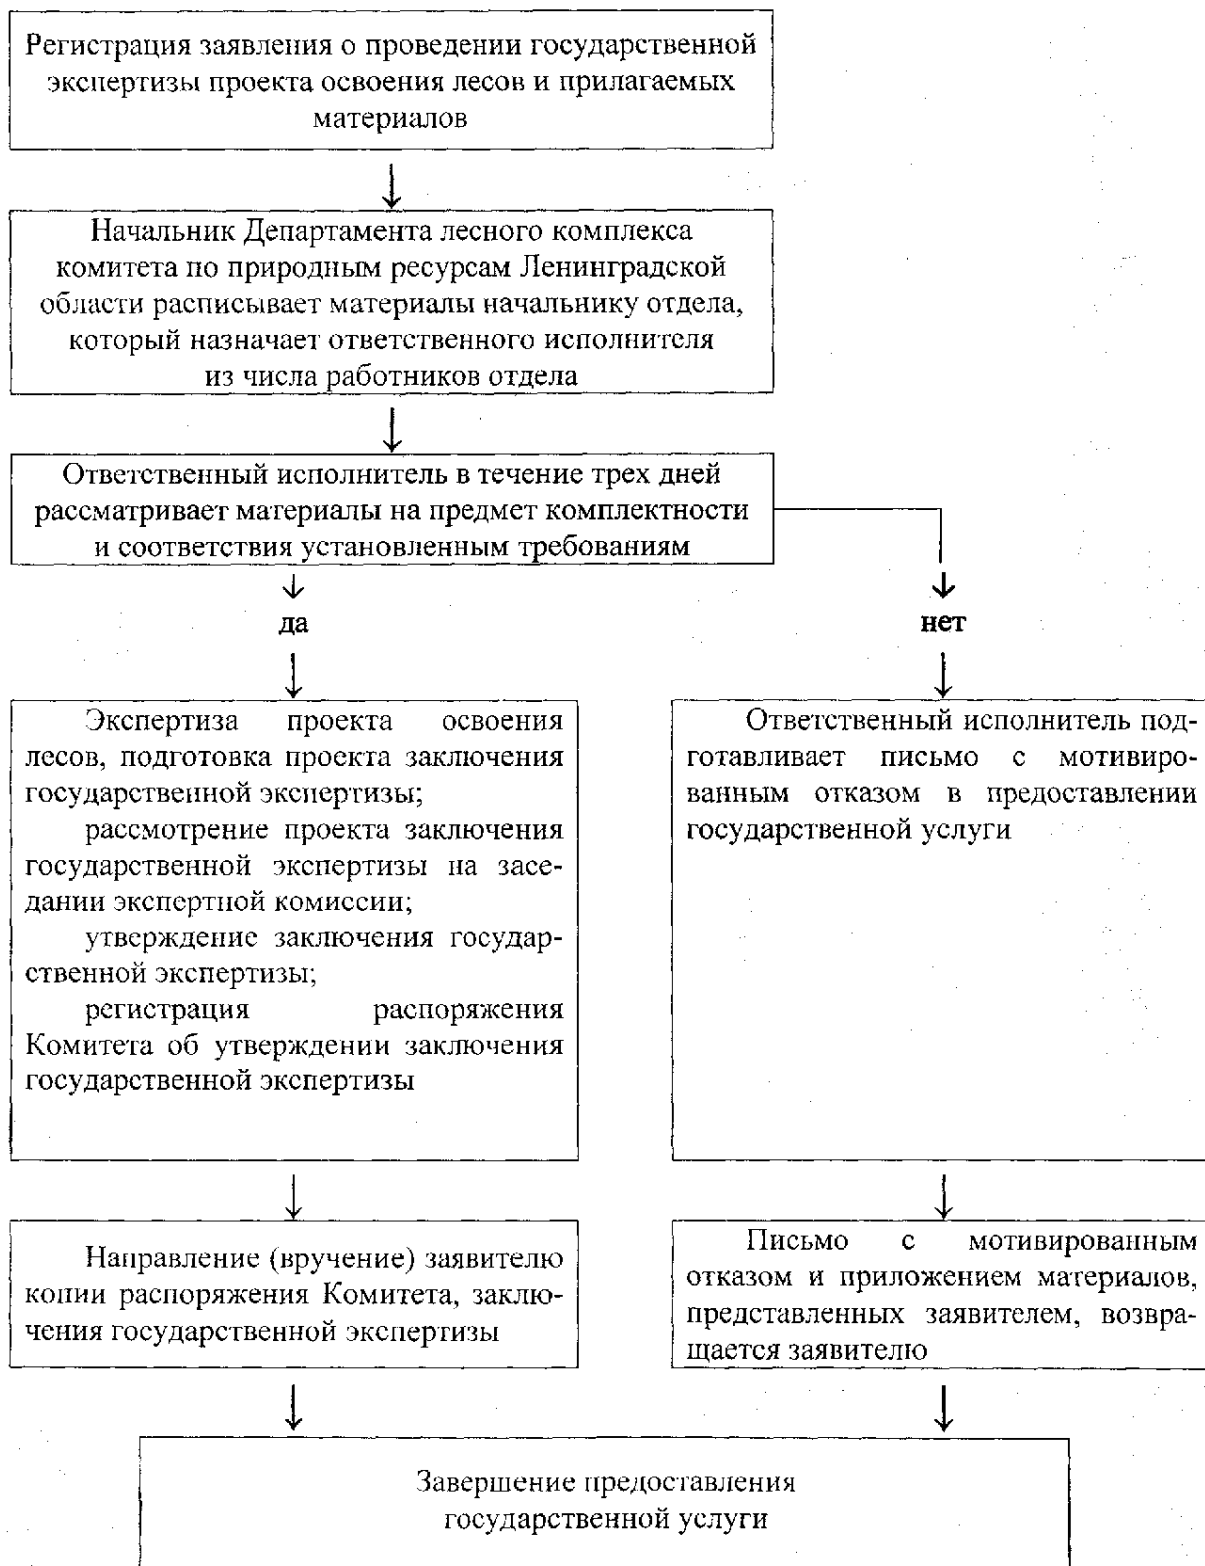 Регистрация заявления о проведении государственной
экспертизы проекта освоения лесов и прилагаемых
материалов
Начальник Департамента лесного комплекса
комитета по природным ресурсам Ленинградской
области расписывает материалы начальнику отдела,
который назначает ответственного исполнителя
из числа работников отдела
Ответственный исполнитель в течение трех дней
рассматривает материалы на предмет комплектности
и соответствия установленным требованиям
да
нет
Экспертиза проекта освоения
лесов, подготовка проекта заключения
государственной экспертизы;
рассмотрение проекта заключения
государственной экспертизы на засе-
дании экспертной комиссии;
утверждение заключения государ-
ственной экспертизы;
регистрация распоряжения
Комитета об утверждении заключения
государственной экспертизы
Ответственный исполнитель под-
готавливает письмо с мотивиро-
ванным отказом в предоставлении
государственной услуги
Направление (вручение) заявителю
копии распоряжения Комитета, заклю-
чения государственной экспертизы
Письмо с мотивированным
отказом и приложением материалов,
представленных заявителем, возвра-
щается заявителю
Завершение предоставления
государственной услуги